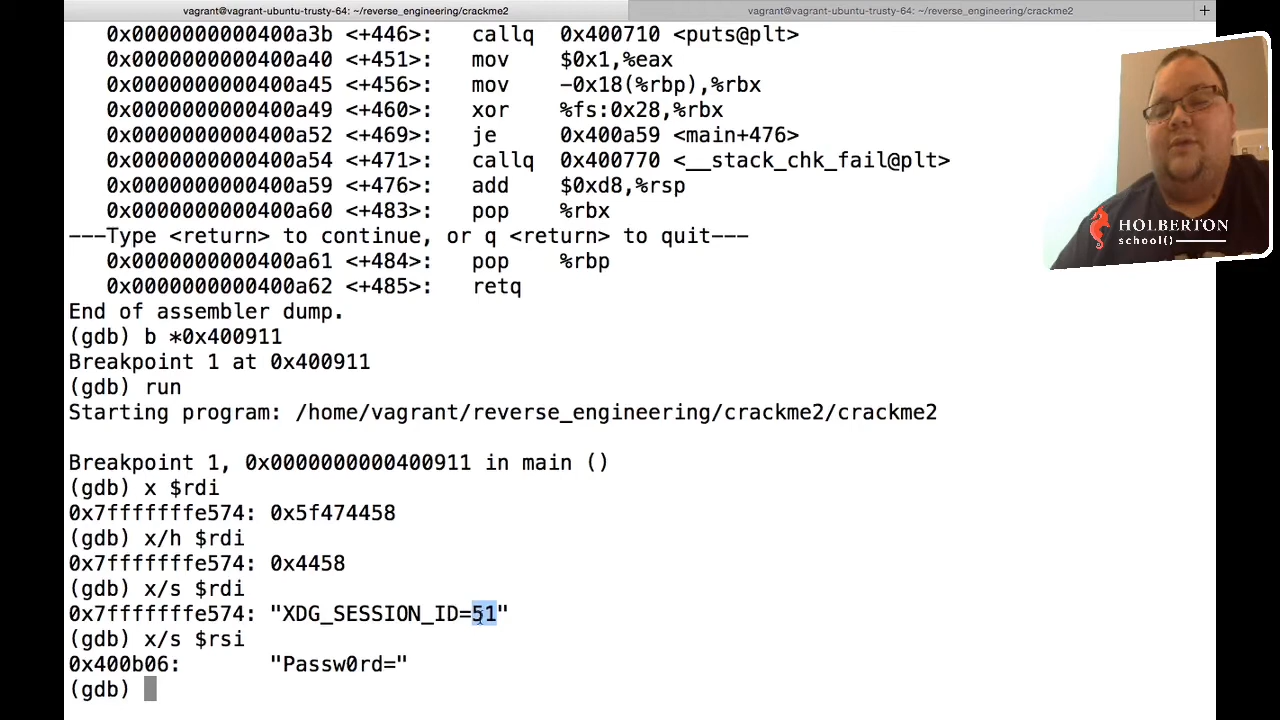 vagrant@vagrant-ubuntu-trusty-64: ~/reverse_engineering/crackme2
vagrant@vagrant-ubuntu-trusty-64: ~/reverse_engineering/crackme2
0x0000000000400a3b <+446>: callq 0x400710 <puts@plt>
0x0000000000400a40 <+451>: mov $0x1,%eax
0x0000000000400a45 <+456>: mov -0x18(%rbp),%rbx
0x0000000000400a49 <+460>: xor %fs:0x28,%rbx
0x0000000000400a52 <+469>: je 0x400a59 <main+476>
0x0000000000400a54 <+471>: callq 0x400770 <__stack_chk_fail@plt>
0x0000000000400a59 <+476>: add $0xd8,%rsp
0x0000000000400a60 <+483>: pop %rbx
---Type <return> to continue, or q <return> to quit---
0x0000000000400a61 <+484>: pop %rbp
0x0000000000400a62 <+485>: retq
End of assembler dump.
(gdb) b *0x400911
Breakpoint 1 at 0x400911
(gdb) run
Starting program: /home/vagrant/reverse_engineering/crackme2/crackme2
Breakpoint 1, 0x0000000000400911 in main ()
(gdb) x $rdi
0x7fffffffe574: 0x5f474458
(gdb) x/h $rdi
0x7fffffffe574: 0x4458
(gdb) x/s $rdi
0x7fffffffe574: "XDG_SESSION_ID=51"
(gdb) x/s $rsi
0x400b06: "Passw0rd="
(gdb)
HOLBERTON
school()